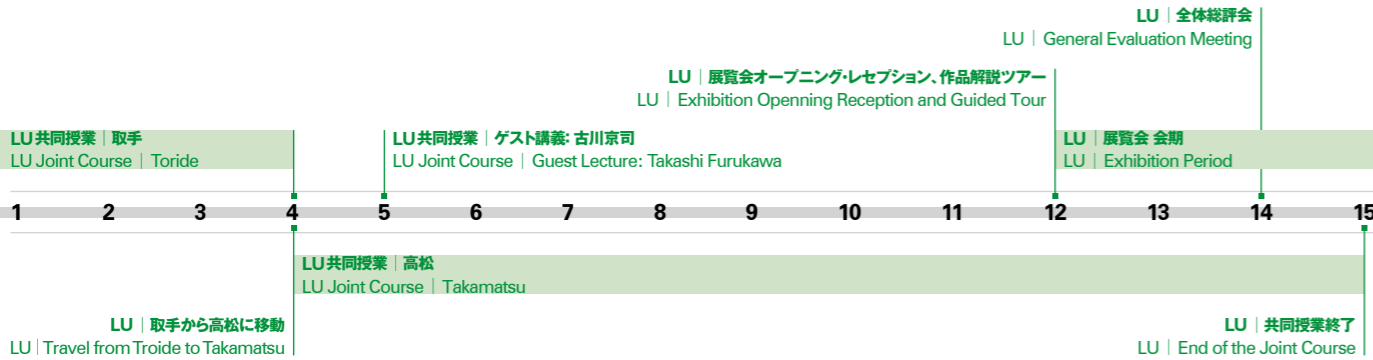 LU｜全体総評会
LU｜General Evaluation Meeting
LU｜展覧会オープニング・レセプション、作品解説ツアー
LU｜Exhibition Openning Reception and Guided Tour
LU共同授業｜取手
LU Joint Course｜Toride
LU共同授業｜ゲスト講義：古川京司
LU Joint Course｜Guest Lecture: Takashi Furukawa
LU｜展覧会 会期
LU｜Exhibition Period
1 2 3 4 5 6 7 8 9 10 11 12 13 14 15
LU共同授業｜高松
LU Joint Course｜Takamatsu
LU｜取手から高松に移動
LU｜Travel from Troide to Takamatsu
LU｜共同授業終了
LU｜End of the Joint Course